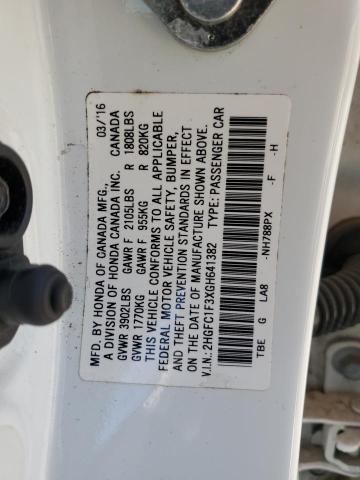 MFD. BY HONDA OF CANADA MFG., 03/'16
A DIVISION OF HONDA CANADA INC. CANADA
GVWR 3902LBS GAWR F 2105LBS R 1808LBS
GVWR 1770KG GAWR F 955KG R 820KG
THIS VEHICLE CONFORMS TO ALL APPLICABLE
FEDERAL MOTOR VEHICLE SAFETY, BUMPER,
AND THEFT PREVENTION STANDARDS IN EFFECT
ON THE DATE OF MANUFACTURE SHOWN ABOVE.
V.I.N.: 2HGFC1F3XGH641382 TYPE: PASSENGER CAR
TBE G LA8 -NH788PX -F -H